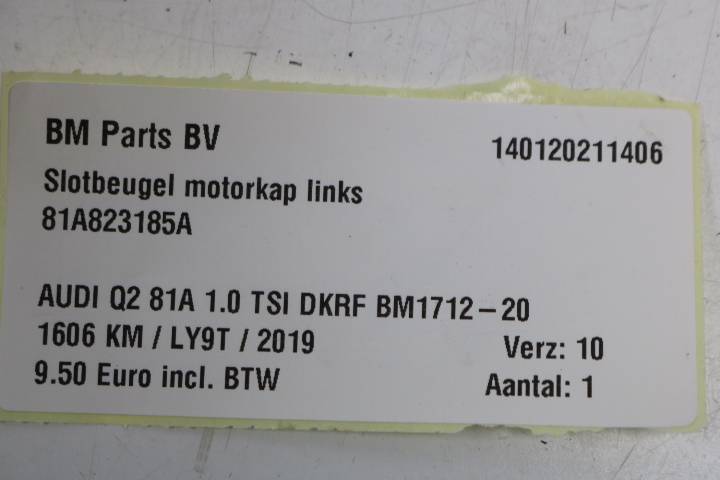 BM Parts BV
140120211406
Slotbeugel motorkap links
81A823185A
AUDI Q2 81A 1.0 TSI DKRF BM1712-20
1606 KM / LY9T / 2019
Verz: 10
9.50 Euro incl. BTW
Aantal: 1